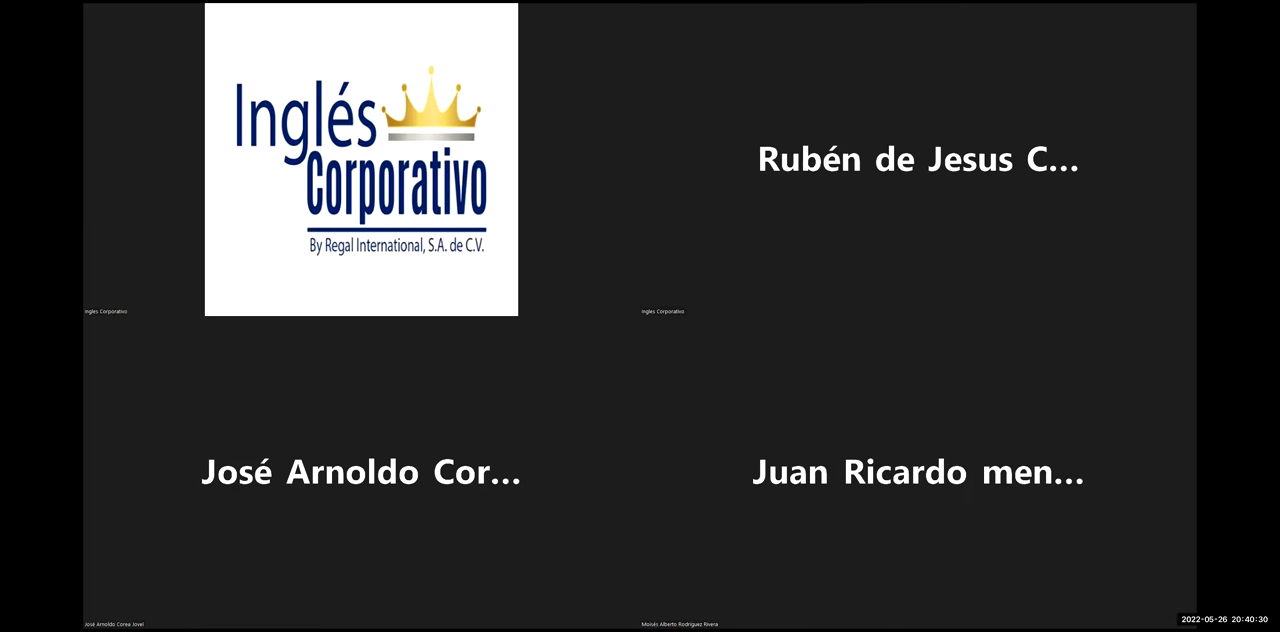 Inglés
Corporativo
By Regal International, S.A. de C.V.
Ingles Corporativo
Rubén de Jesus C...
Ingles Corporativo
José Arnoldo Cor...
José Arnoldo Corea Jovel
Juan Ricardo men...
Moisés Alberto Rodriguez Rivera
2022-05-26 20:40:30